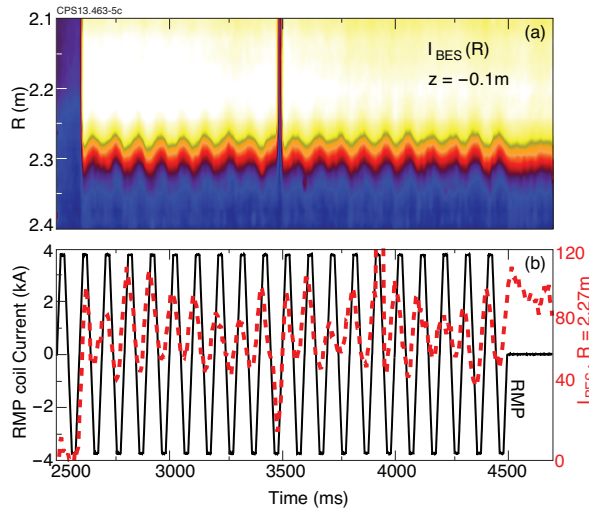 CPS13.463-5c
2.1
2.2
2.3
2.4
R (m)
(a)
I BES (R)
z = −0.1m
4
2
0
−2
−4
RMP coil Current (kA)
(b)
RMP
120
80
40
0
R = 2.27m
2500
3000
3500
4000
4500
Time (ms)